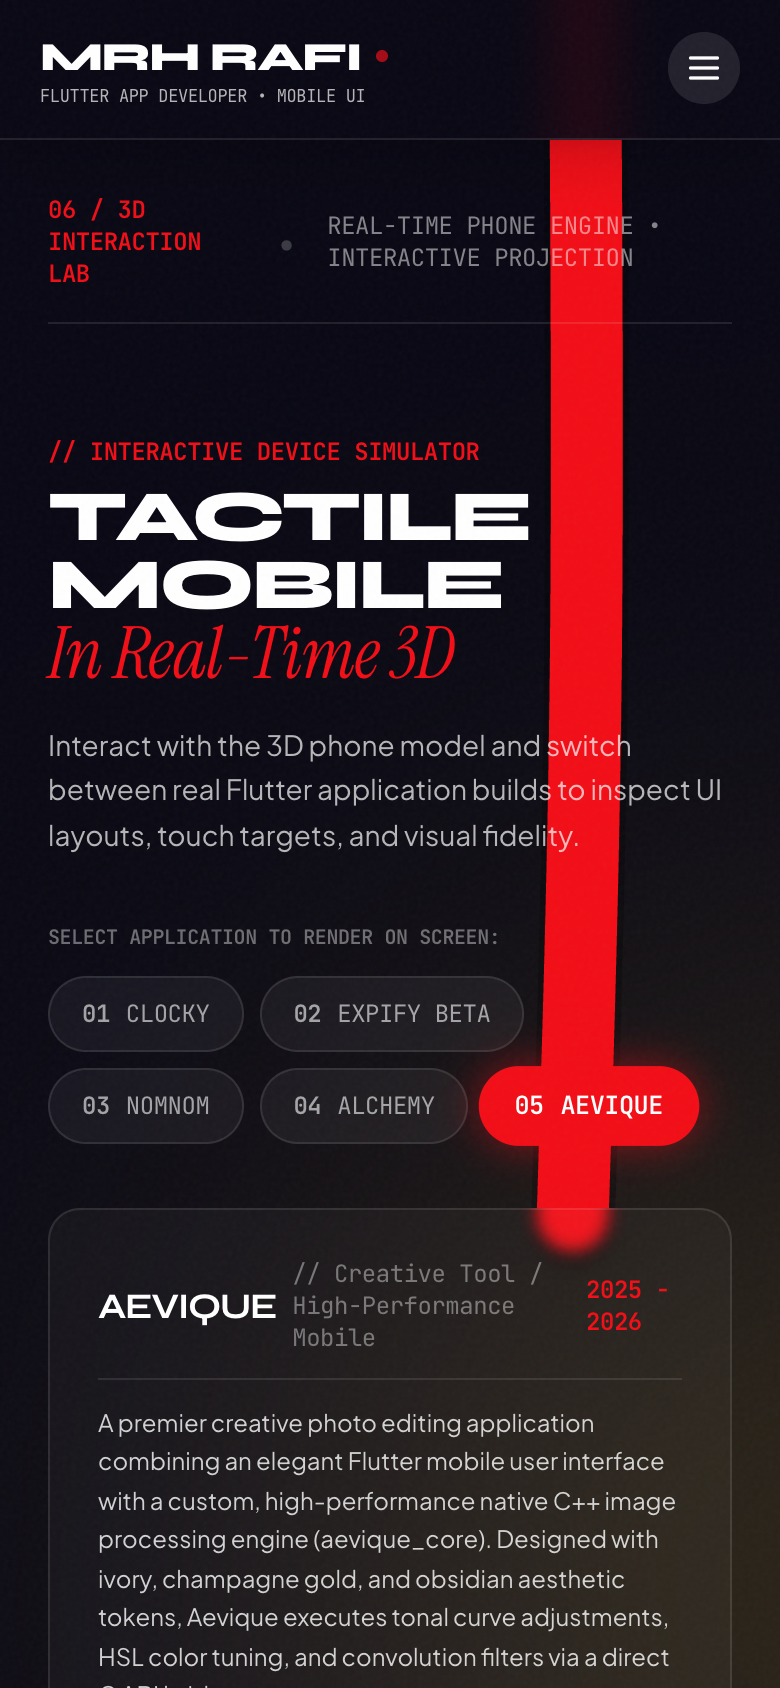 MRH RAFI
FLUTTER APP DEVELOPER • MOBILE UI
06 / 3D
INTERACTION
LAB
•
REAL-TIME PHONE ENGINE •
INTERACTIVE PROJECTION
// INTERACTIVE DEVICE SIMULATOR
TACTILE
MOBILE
In Real-Time 3D
Interact with the 3D phone model and switch
between real Flutter application builds to inspect UI
layouts, touch targets, and visual fidelity.
SELECT APPLICATION TO RENDER ON SCREEN:
01 CLOCKY
02 EXPIFY BETA
03 NOMNOM
04 ALCHEMY
05 AEVIQUE
AEVIQUE
// Creative Tool /
High-Performance
Mobile
2025 -
2026
A premier creative photo editing application
combining an elegant Flutter mobile user interface
with a custom, high-performance native C++ image
processing engine (aevique_core). Designed with
ivory, champagne gold, and obsidian aesthetic
tokens, Aevique executes tonal curve adjustments,
HSL color tuning, and convolution filters via a direct